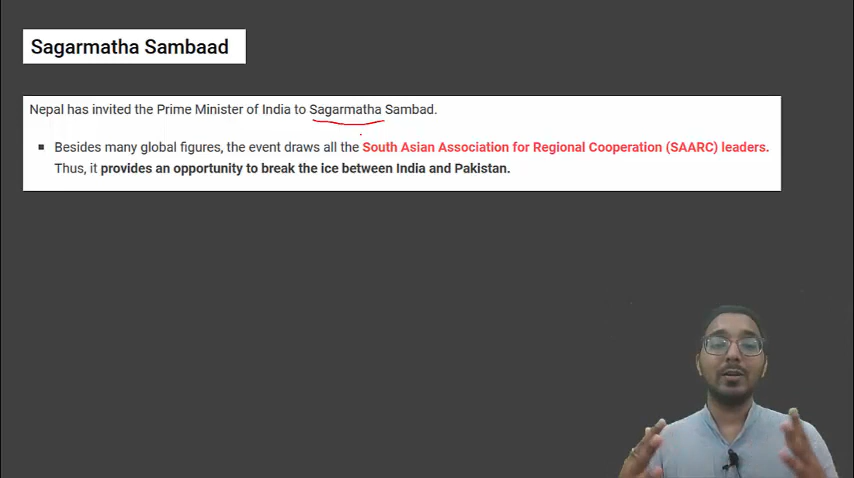 Sagarmatha Sambaad
Nepal has invited the Prime Minister of India to Sagarmatha Sambad.
Besides many global figures, the event draws all the South Asian Association for Regional Cooperation (SAARC) leaders.
Thus, it provides an opportunity to break the ice between India and Pakistan.